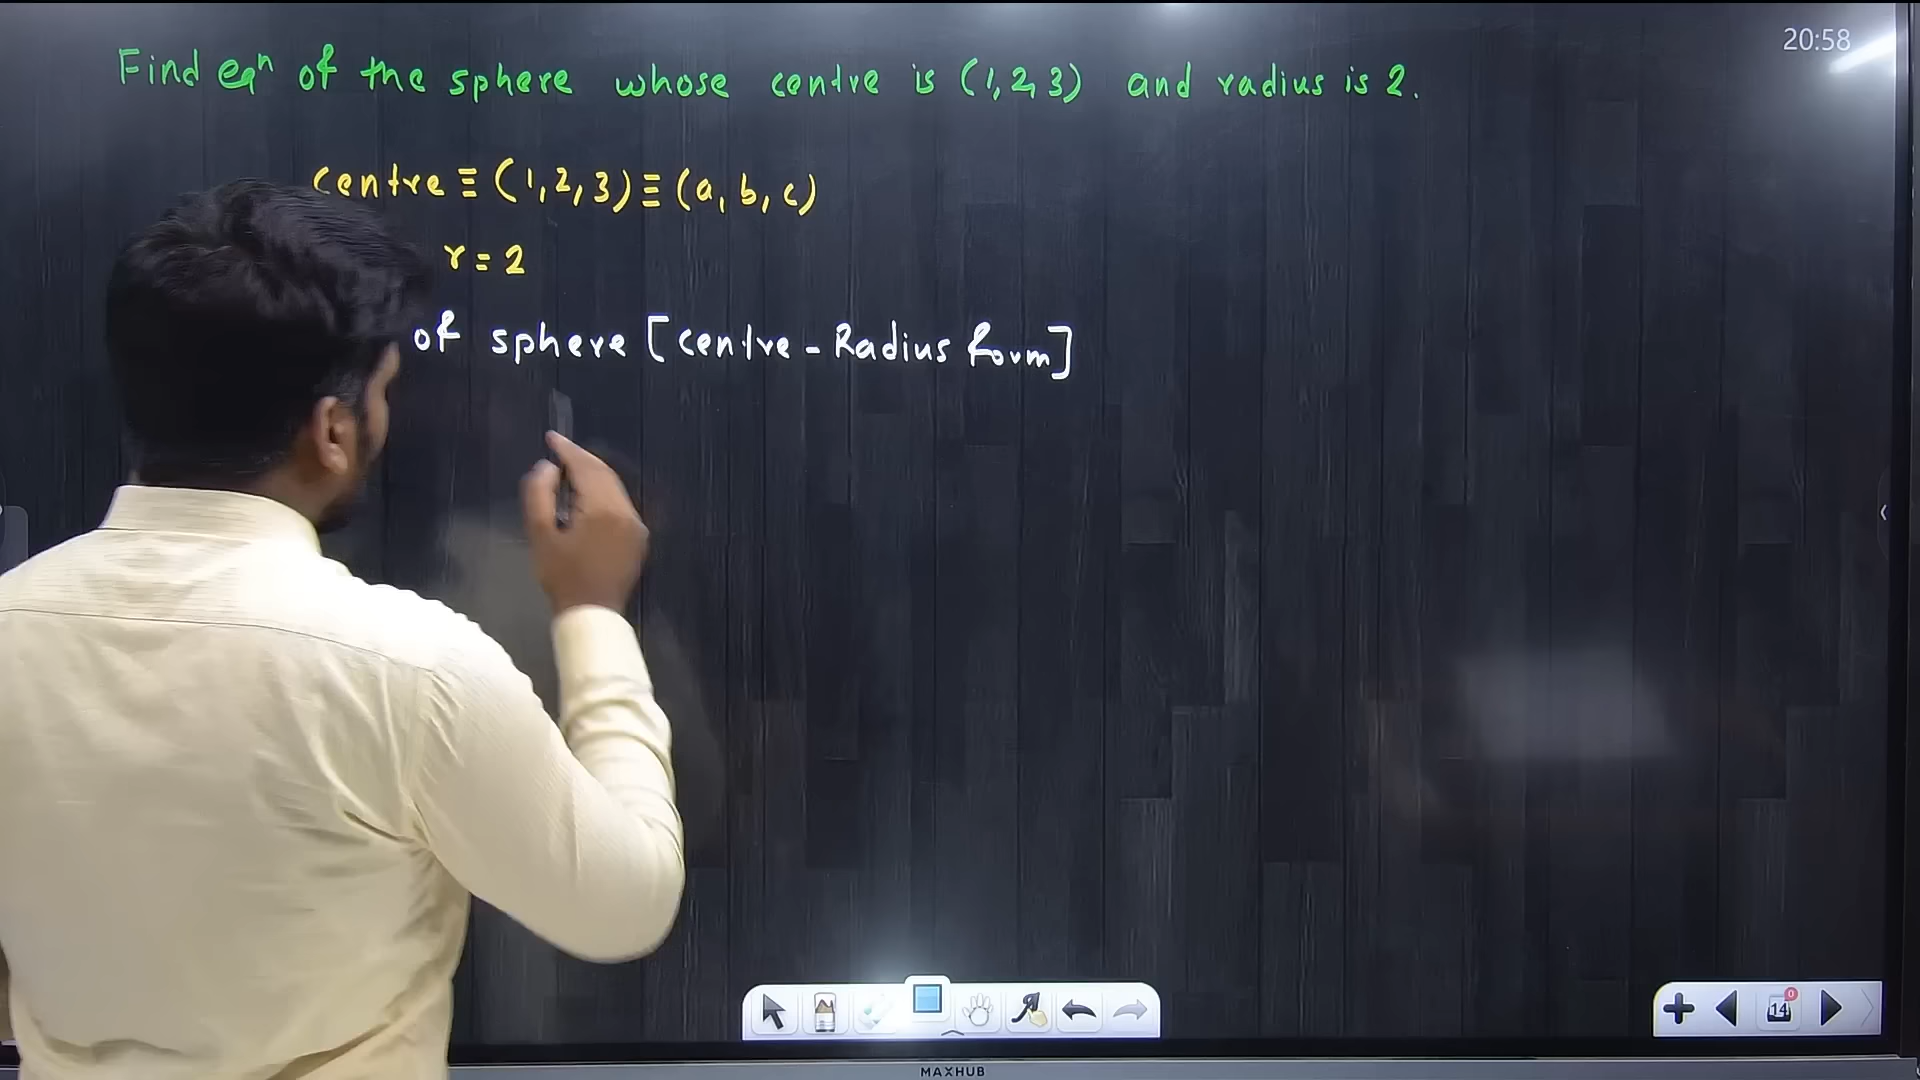 20:58
Find eqⁿ of the sphere whose centre is (1,2,3) and radius is 2.
centre ≡ (1,2,3) ≡ (a, b, c)
r = 2
of sphere [centre - Radius form]
14
0
MAXHUB